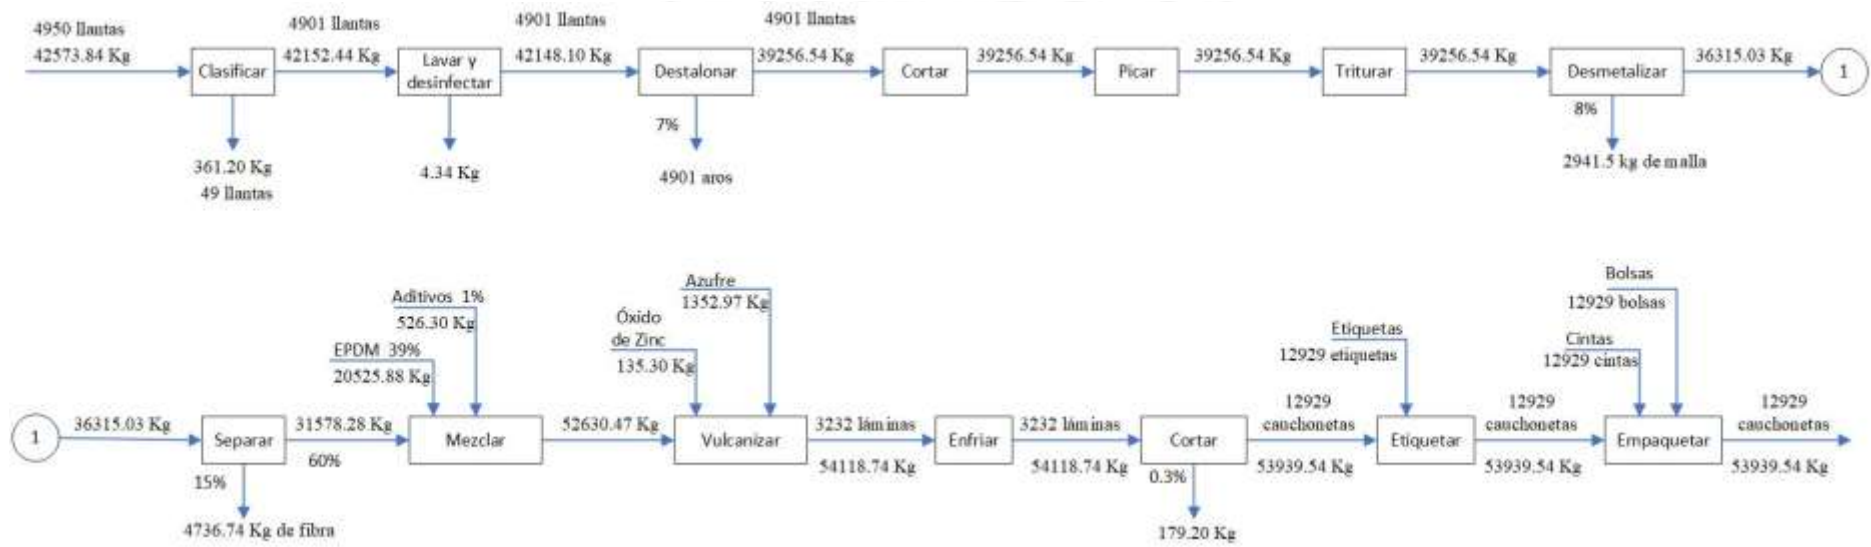 4950 llantas
42573.84 Kg
Clasificar
361.20 Kg
49 llantas
4901 llantas
42152.44 Kg
Lavar y
desinfectar
4.34 Kg
4901 llantas
42148.10 Kg
Destalonar
7%
4901 aros
4901 llantas
39256.54 Kg
Cortar
39256.54 Kg
Picar
39256.54 Kg
Triturar
39256.54 Kg
Desmetalizar
8%
2941.5 kg de malla
36315.03 Kg
1
1
36315.03 Kg
Separar
15%
4736.74 Kg de fibra
31578.28 Kg
60%
EPDM 39%
20525.88 Kg
Aditivos 1%
526.30 Kg
Mezclar
52630.47 Kg
Óxido
de Zinc
135.30 Kg
Azufre
1352.97 Kg
Vulcanizar
3232 láminas
54118.74 Kg
Enfriar
3232 láminas
54118.74 Kg
Cortar
0.3%
179.20 Kg
12929
cauchonetas
53939.54 Kg
Etiquetas
12929 etiquetas
Etiquetar
12929
cauchonetas
53939.54 Kg
Bolsas
12929 bolsas
Cintas
12929 cintas
Empaquetar
12929
cauchonetas
53939.54 Kg